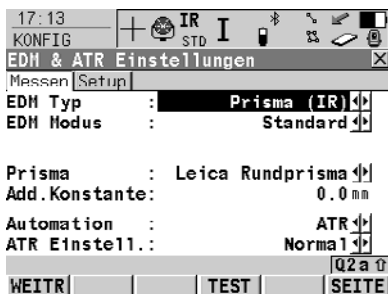 17:13
KONFIG
IR
STD
I
EDM & ATR Einstellungen
Messen Setup
EDM Typ : Prisma (IR)
EDM Modus : Standard
Prisma : Leica Rundprisma
Add.Konstante: 0.0 mm
Automation : ATR
ATR Einstell.: Normal
Q2a
WEITR TEST SEITE